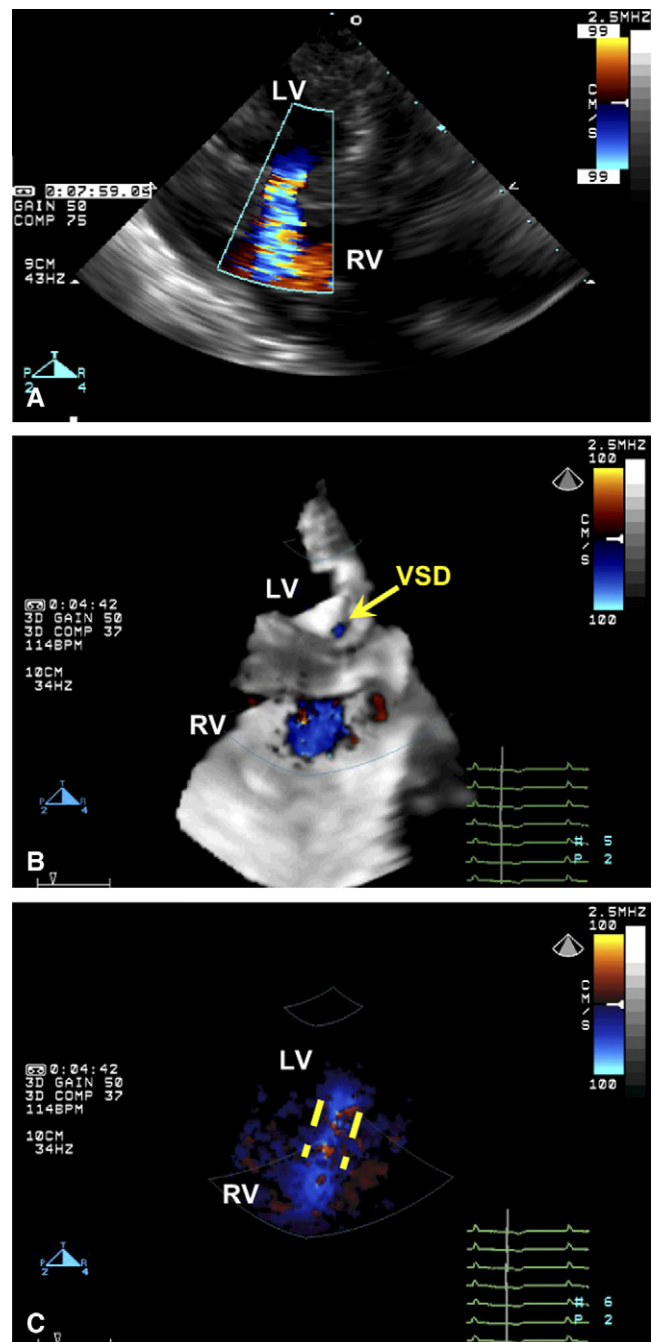 2.5MHZ
99
LV
C
M
/
S
99
0:07:59.05
GAIN 50
COMP 75
RV
9CM
43HZ
T
P R
2 4
A
2.5MHZ
100
VSD
LV
C
M
/
S
0:04:42
3D GAIN 50
3D COMP 37
114BPM
100
10CM
34HZ
RV
T
P R
2 4
# 5
P 2
B
2.5MHZ
100
C
M
/
S
LV
0:04:42
3D GAIN 50
3D COMP 37
114BPM
100
10CM
34HZ
RV
T
P R
2 4
# 6
P 2
C